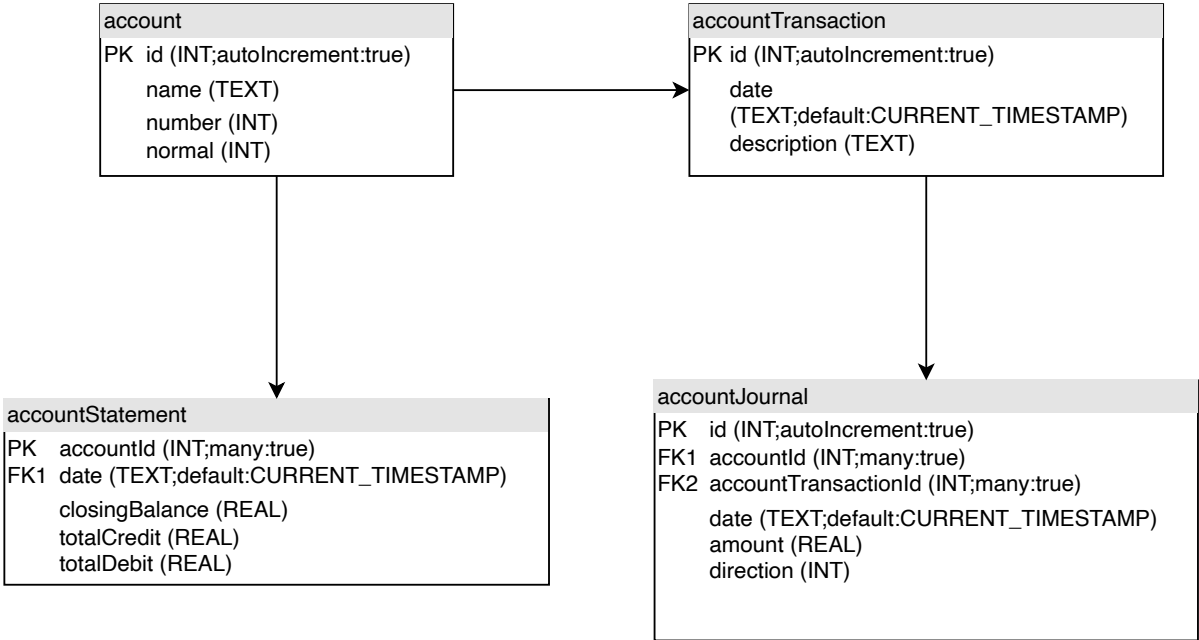 account
PK id (INT;autoIncrement:true)
name (TEXT)
number (INT)
normal (INT)
accountTransaction
PK id (INT;autoIncrement:true)
date
(TEXT;default:CURRENT_TIMESTAMP)
description (TEXT)
accountStatement
PK accountId (INT;many:true)
FK1 date (TEXT;default:CURRENT_TIMESTAMP)
closingBalance (REAL)
totalCredit (REAL)
totalDebit (REAL)
accountJournal
PK id (INT;autoIncrement:true)
FK1 accountId (INT;many:true)
FK2 accountTransactionId (INT;many:true)
date (TEXT;default:CURRENT_TIMESTAMP)
amount (REAL)
direction (INT)